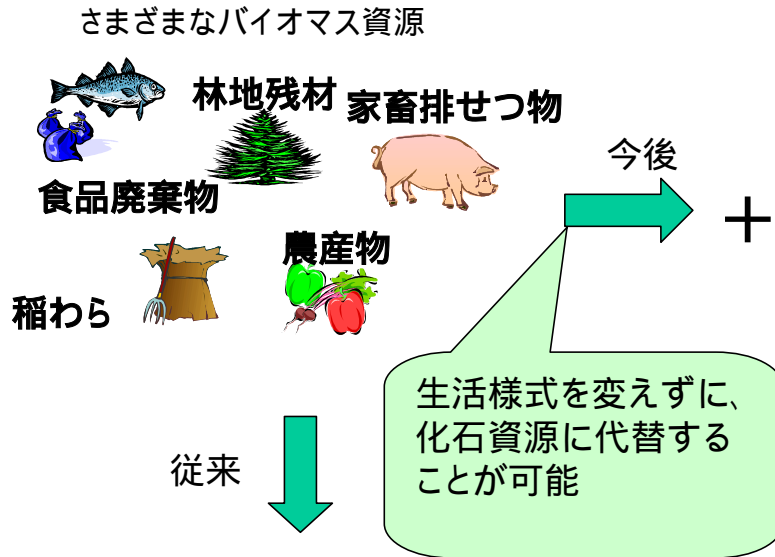 さまざまなバイオマス資源
林地残材
家畜排せつ物
今後
＋
食品廃棄物
農産物
稲わら
生活様式を変えずに、
化石資源に代替する
ことが可能
従来